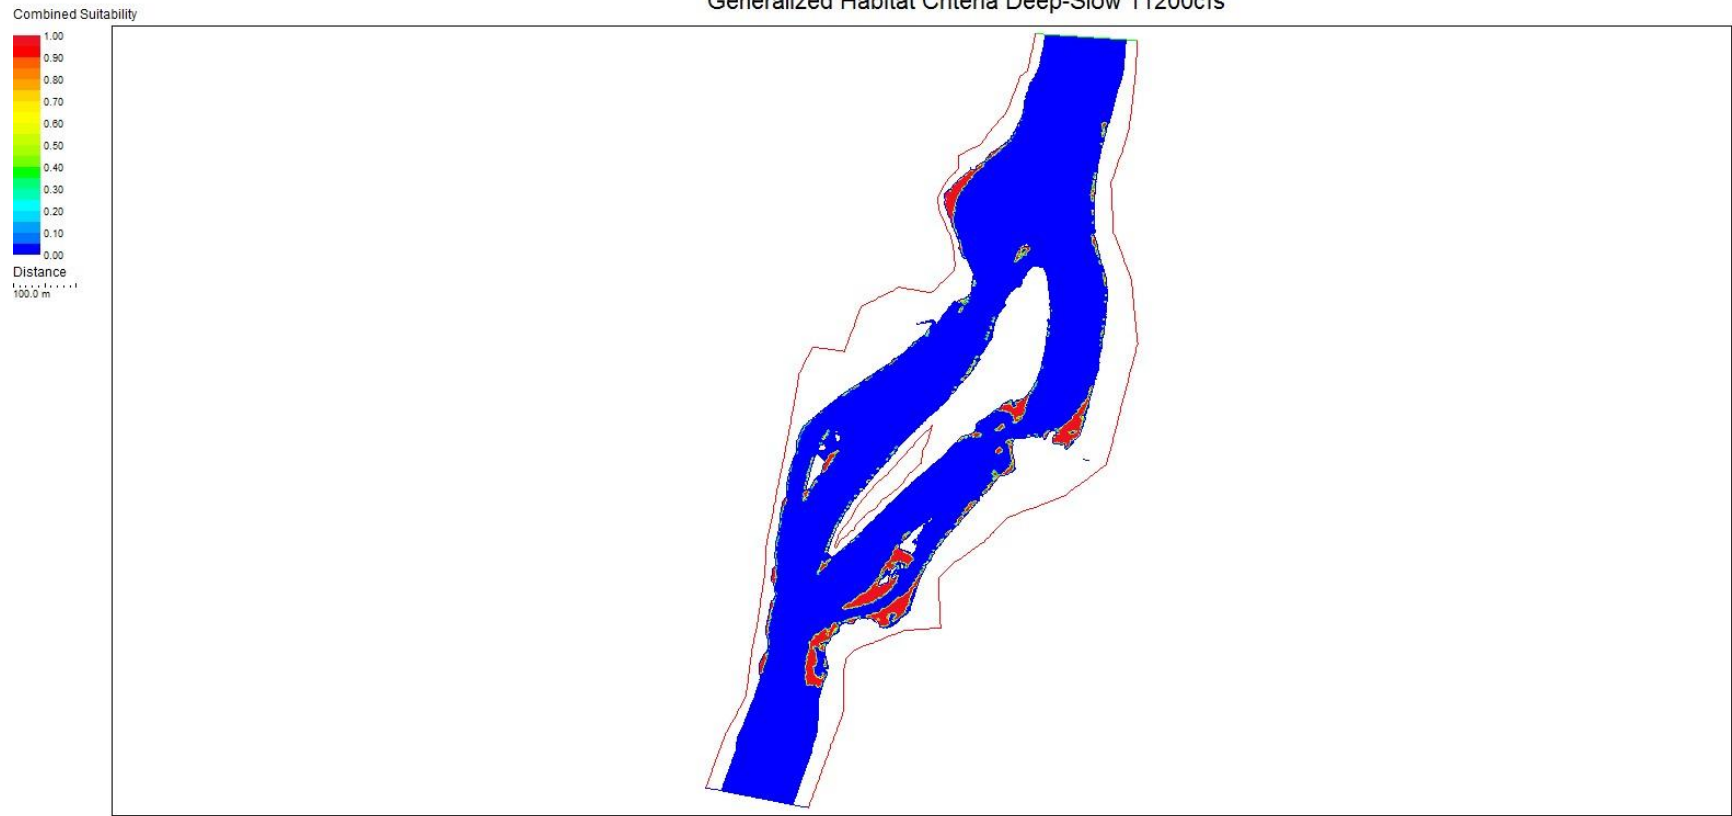 Generalized Habitat Criteria Deep-Slow 11200cfs
Combined Suitability
1.00
0.90
0.80
0.70
0.60
0.50
0.40
0.30
0.20
0.10
0.00
Distance
100.0 m